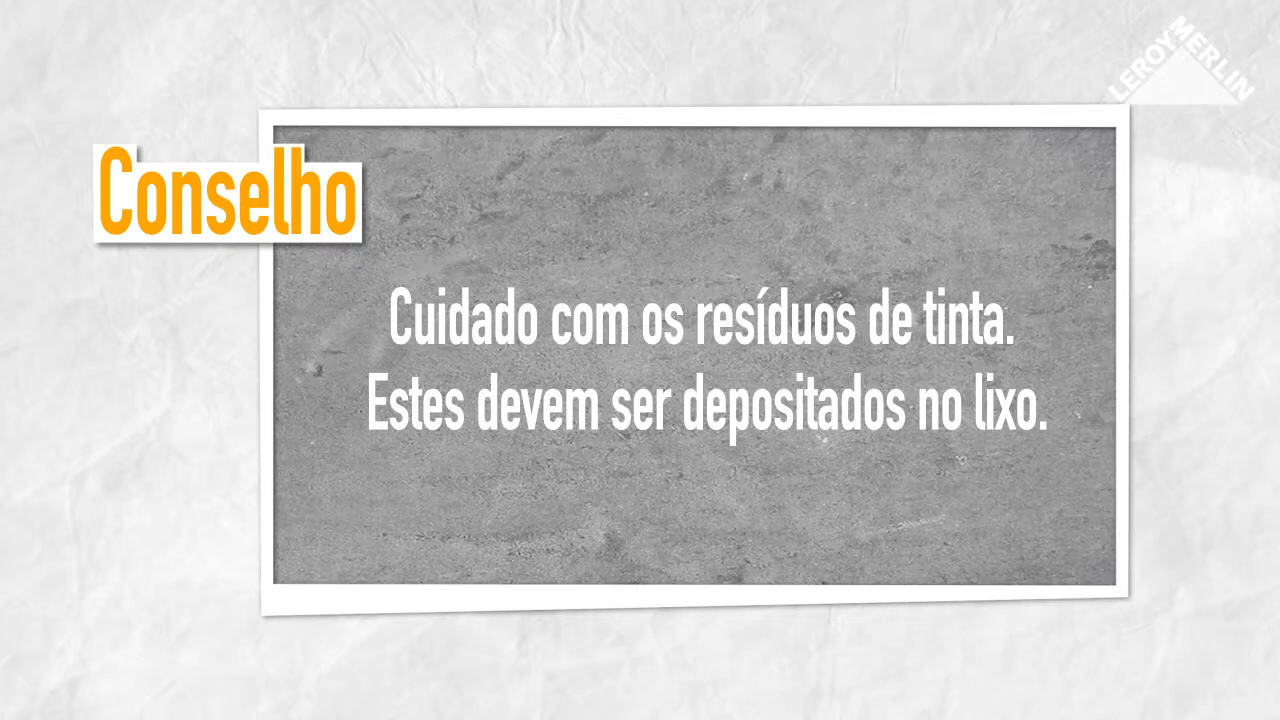 LEROY MERLIN
Conselho
Cuidado com os resíduos de tinta.
Estes devem ser depositados no lixo.